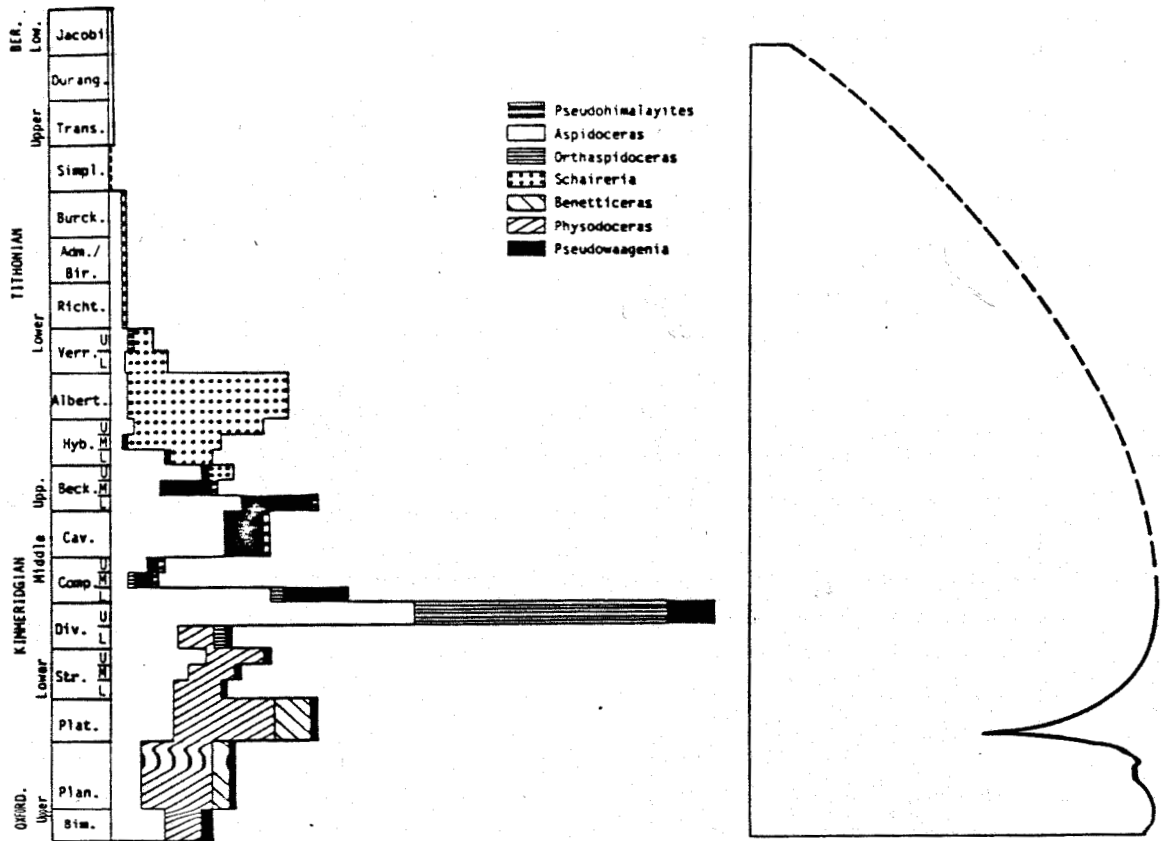 BER.
Low.
Jacobi
Durang.
Upper
Trans.
Simpl.
TITHONIAN
Burck.
Adm./
Bir.
Richt.
Lower
Verr.
U
L
Albert.
Hyb.
U
M
L
Upp.
Beck.
U
M
L
KIMMERIDGIAN
Middle
Cav.
Comp.
U
M
L
Div.
U
L
Lower
Str.
U
M
L
Plat.
OXFORD.
Upper
Plan.
Bim.
Pseudohimalayites
Aspidoceras
Orthaspidoceras
Schaireria
Benetticeras
Physodoceras
Pseudowaagenia